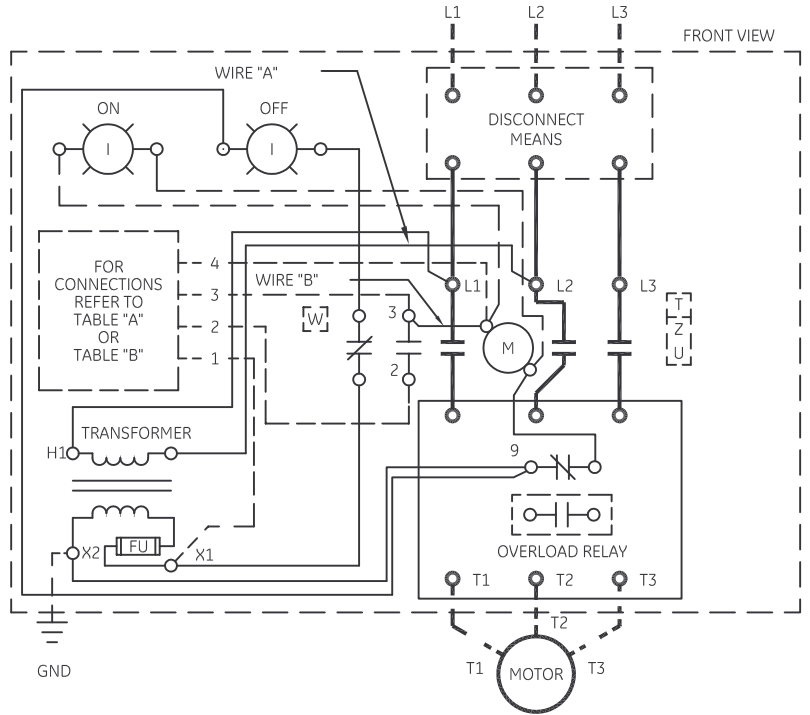 L1
L2
L3
FRONT VIEW
WIRE "A"
ON
OFF
I
I
DISCONNECT
MEANS
FOR
CONNECTIONS
REFER TO
TABLE "A"
OR
TABLE "B"
4
3
2
1
WIRE "B"
L1
L2
L3
W
3
2
M
T
Z
U
TRANSFORMER
H1
9
FU
X2
X1
OVERLOAD RELAY
T1
T2
T3
T2
T1
MOTOR
T3
GND